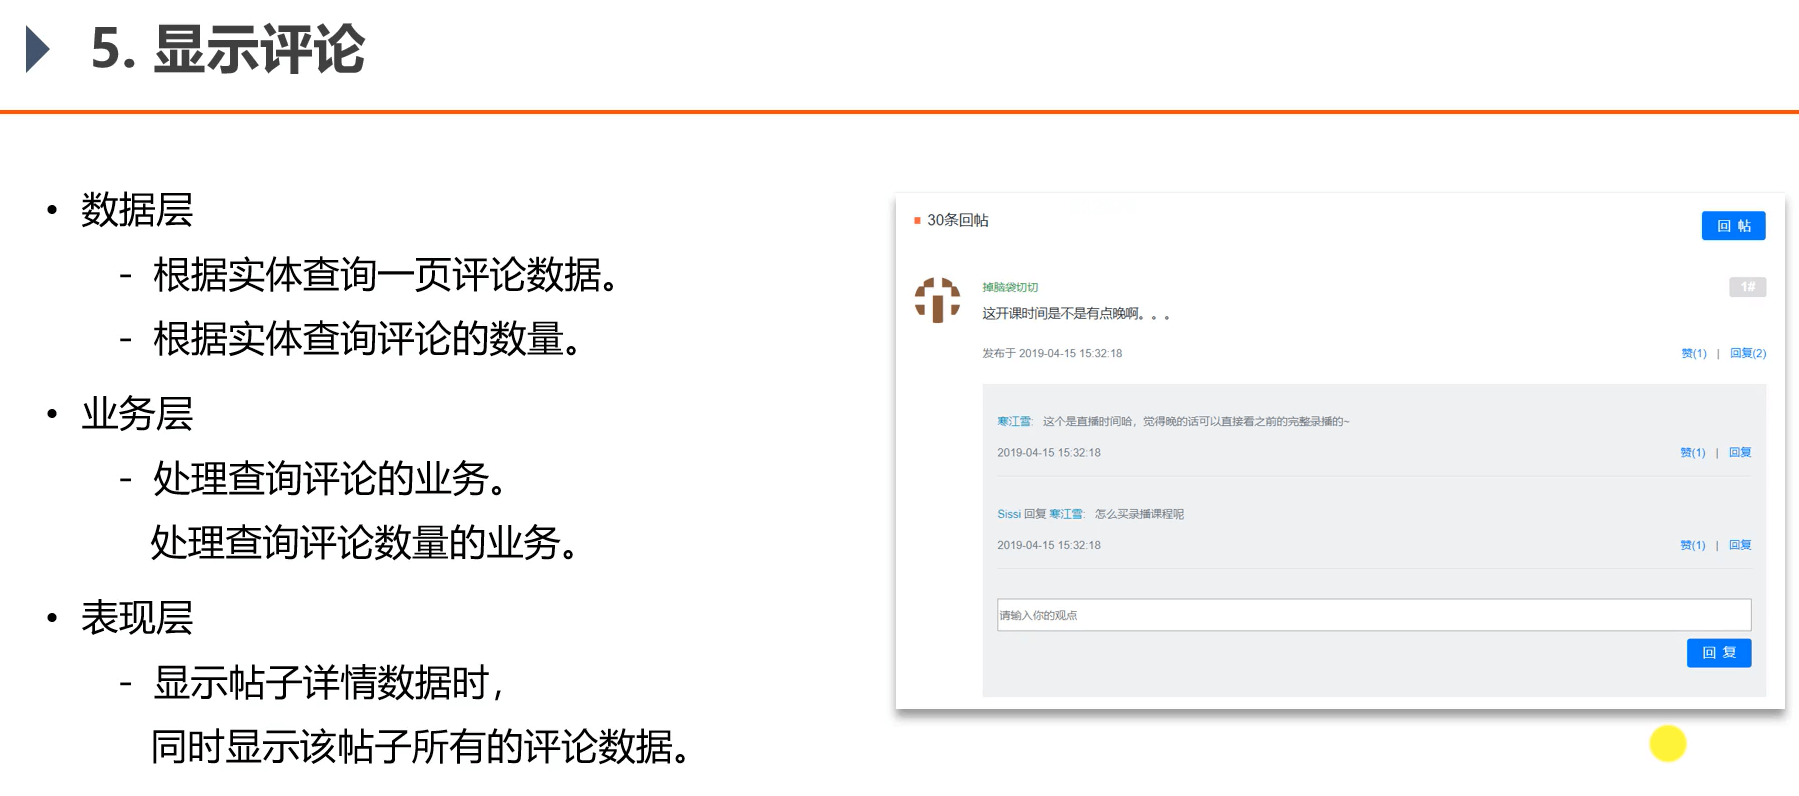 5. 显示评论
• 数据层
- 根据实体查询一页评论数据。
- 根据实体查询评论的数量。
• 业务层
- 处理查询评论的业务。
处理查询评论数量的业务。
• 表现层
- 显示帖子详情数据时，
同时显示该帖子所有的评论数据。
30条回帖
回 帖
掉脑袋切切
1#
这开课时间是不是有点晚啊。。。
发布于 2019-04-15 15:32:18
赞(1) | 回复(2)
寒江雪: 这个是直播时间哈，觉得晚的话可以直接看之前的完整录播的~
2019-04-15 15:32:18
赞(1) | 回复
Sissi 回复 寒江雪: 怎么买录播课程呢
2019-04-15 15:32:18
赞(1) | 回复
请输入你的观点
回 复